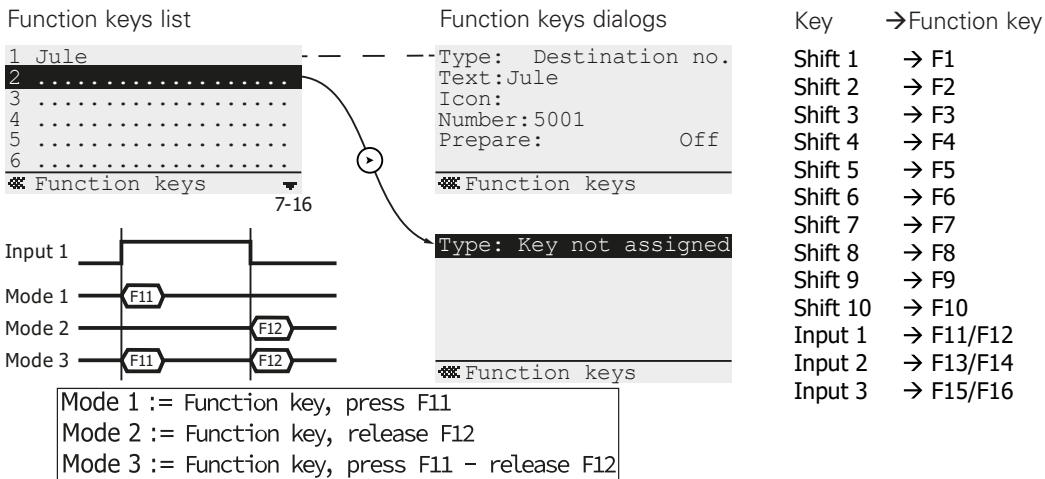 Function keys list
1 Jule
2 ..................
3 ..................
4 ..................
5 ..................
6 ..................
Function keys
7-16
Function keys dialogs
Type: Destination no.
Text:Jule
Icon:
Number:5001
Prepare: Off
Function keys
Type: Key not assigned
Function keys
Input 1
Mode 1 F11
Mode 2 F12
Mode 3 F11 F12
Mode 1 := Function key, press F11
Mode 2 := Function key, release F12
Mode 3 := Function key, press F11 – release F12
Key →Function key
Shift 1 → F1
Shift 2 → F2
Shift 3 → F3
Shift 4 → F4
Shift 5 → F5
Shift 6 → F6
Shift 7 → F7
Shift 8 → F8
Shift 9 → F9
Shift 10 → F10
Input 1 → F11/F12
Input 2 → F13/F14
Input 3 → F15/F16